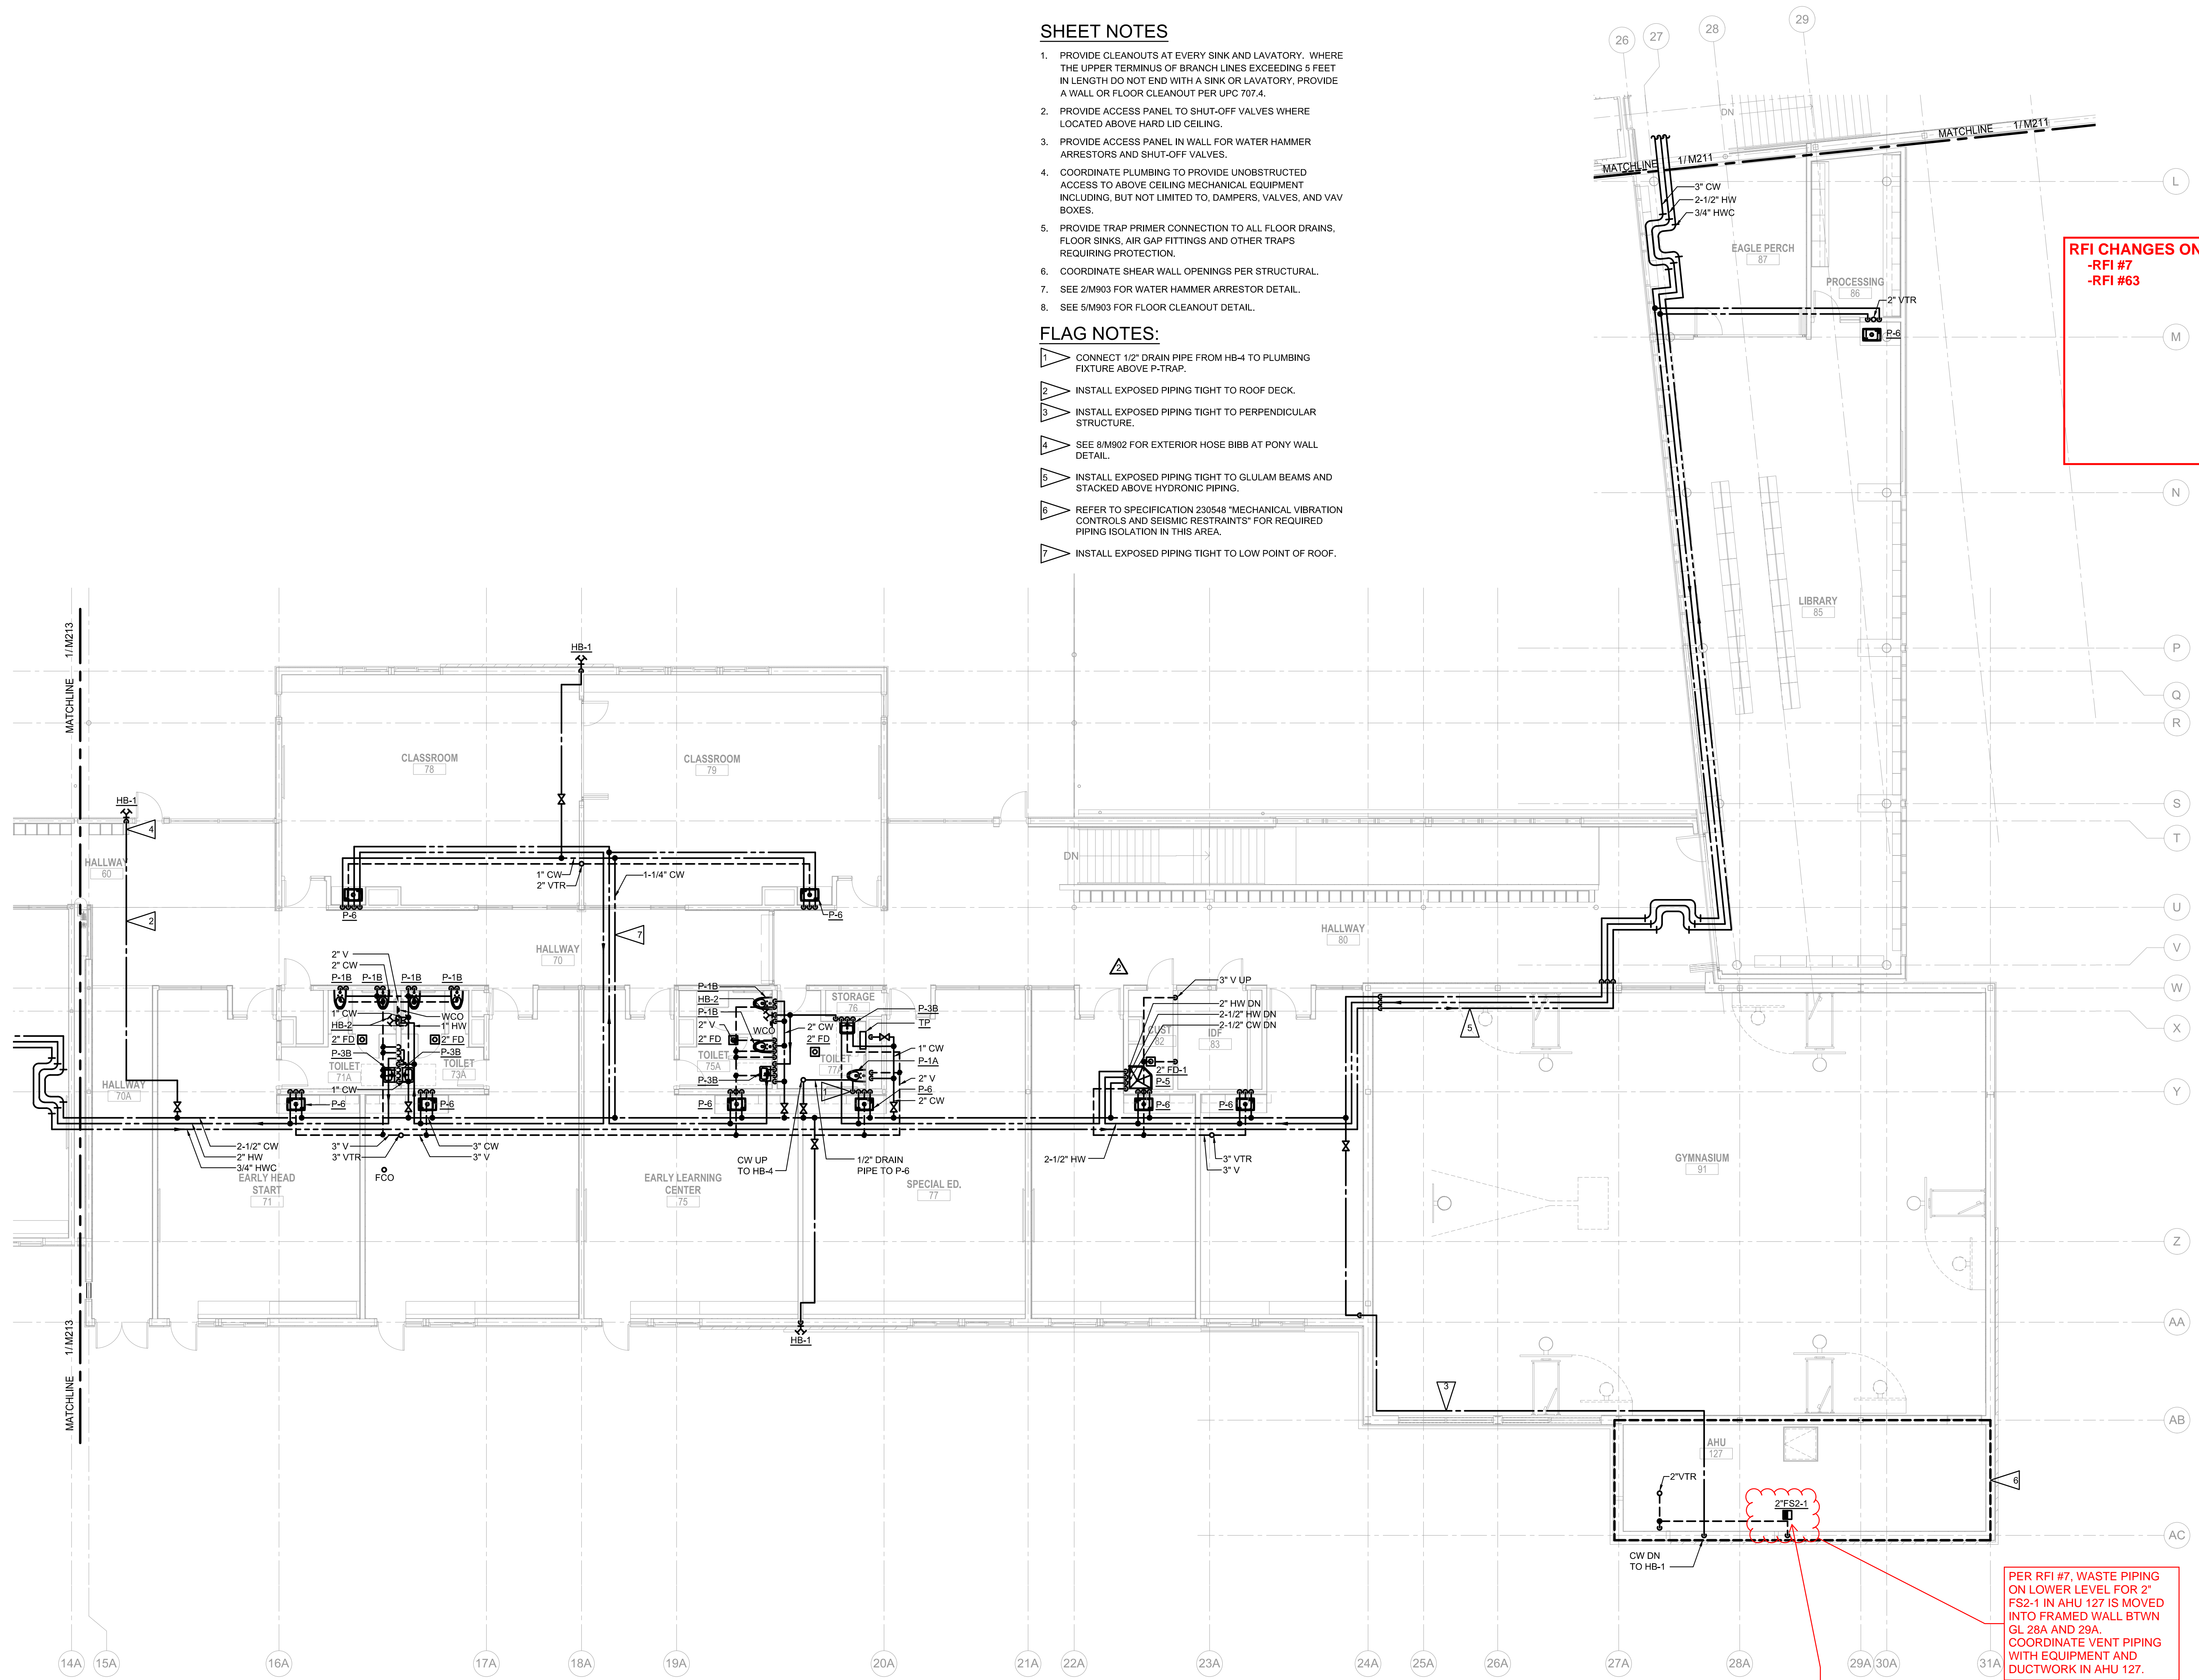 SHEET NOTES
1. PROVIDE CLEANOUTS AT EVERY SINK AND LAVATORY. WHERE
THE UPPER TERMINUS OF BRANCH LINES EXCEEDING 5 FEET
IN LENGTH DO NOT END WITH A SINK OR LAVATORY, PROVIDE
A WALL OR FLOOR CLEANOUT PER UPC 707.4.
2. PROVIDE ACCESS PANEL TO SHUT-OFF VALVES WHERE
LOCATED ABOVE HARD LID CEILING.
3. PROVIDE ACCESS PANEL IN WALL FOR WATER HAMMER
ARRESTORS AND SHUT-OFF VALVES.
4. COORDINATE PLUMBING TO PROVIDE UNOBSTRUCTED
ACCESS TO ABOVE CEILING MECHANICAL EQUIPMENT
INCLUDING, BUT NOT LIMITED TO, DAMPERS, VALVES, AND VAV
BOXES.
5. PROVIDE TRAP PRIMER CONNECTION TO ALL FLOOR DRAINS,
FLOOR SINKS, AIR GAP FITTINGS AND OTHER TRAPS
REQUIRING PROTECTION.
6. COORDINATE SHEAR WALL OPENINGS PER STRUCTURAL.
7. SEE 2/M903 FOR WATER HAMMER ARRESTOR DETAIL.
8. SEE 5/M903 FOR FLOOR CLEANOUT DETAIL.
FLAG NOTES:
1 CONNECT 1/2" DRAIN PIPE FROM HB-4 TO PLUMBING
FIXTURE ABOVE P-TRAP.
2 INSTALL EXPOSED PIPING TIGHT TO ROOF DECK.
3 INSTALL EXPOSED PIPING TIGHT TO PERPENDICULAR
STRUCTURE.
4 SEE 8/M902 FOR EXTERIOR HOSE BIBB AT PONY WALL
DETAIL.
5 INSTALL EXPOSED PIPING TIGHT TO GLULAM BEAMS AND
STACKED ABOVE HYDRONIC PIPING.
6 REFER TO SPECIFICATION 230548 "MECHANICAL VIBRATION
CONTROLS AND SEISMIC RESTRAINTS" FOR REQUIRED
PIPING ISOLATION IN THIS AREA.
7 INSTALL EXPOSED PIPING TIGHT TO LOW POINT OF ROOF.
26
27
28
29
DN
MATCHLINE 1/M211
MATCHLINE 1/M211
3" CW
2-1/2" HW
3/4" HWC
EAGLE PERCH
87
PROCESSING
86
2" VTR
P-6
LIBRARY
85
L
M
N
P
Q
R
S
T
U
V
W
X
Y
Z
AA
AB
AC
RFI CHANGES ON
-RFI #7
-RFI #63
MATCHLINE 1/M213
HB-1
CLASSROOM
78
CLASSROOM
79
HB-1
4
HALLWAY
60
2
1" CW
2" VTR
1-1/4" CW
P-6
P-6
7
DN
HALLWAY
70
HALLWAY
80
2
2" V
2" CW
P-1B
P-1B
P-1B
P-1B
1" CW
HB-2
2" FD
P-3B
TOILET
71A
1" CW
WCO
1" HW
2" FD
P-3B
TOILET
73A
P-6
P-6
HALLWAY
70A
P-1B
HB-2
P-1B
2" V
2" FD
WCO
TOILET
75A
P-3B
P-6
2" CW
2" FD
STORAGE
76
P-3B
TP
TOILET
77A
1
1" CW
P-1A
2" V
P-6
2" CW
3" V UP
2" HW DN
2-1/2" HW DN
2-1/2" CW DN
CUST
82
IDF
83
2" FD-1
P-5
P-6
P-6
5
2-1/2" CW
2" HW
3/4" HWC
EARLY HEAD
START
71
3" V
3" VTR
FCO
3" CW
3" V
EARLY LEARNING
CENTER
75
CW UP
TO HB-4
1/2" DRAIN
PIPE TO P-6
SPECIAL ED.
77
2-1/2" HW
3" VTR
3" V
GYMNASIUM
91
HB-1
MATCHLINE 1/M213
3
AHU
127
2"VTR
2"FS2-1
6
CW DN
TO HB-1
PER RFI #7, WASTE PIPING
ON LOWER LEVEL FOR 2"
FS2-1 IN AHU 127 IS MOVED
INTO FRAMED WALL BTWN
GL 28A AND 29A.
COORDINATE VENT PIPING
WITH EQUIPMENT AND
DUCTWORK IN AHU 127.
14A
15A
16A
17A
18A
19A
20A
21A
22A
23A
24A
25A
26A
27A
28A
29A
30A
31A